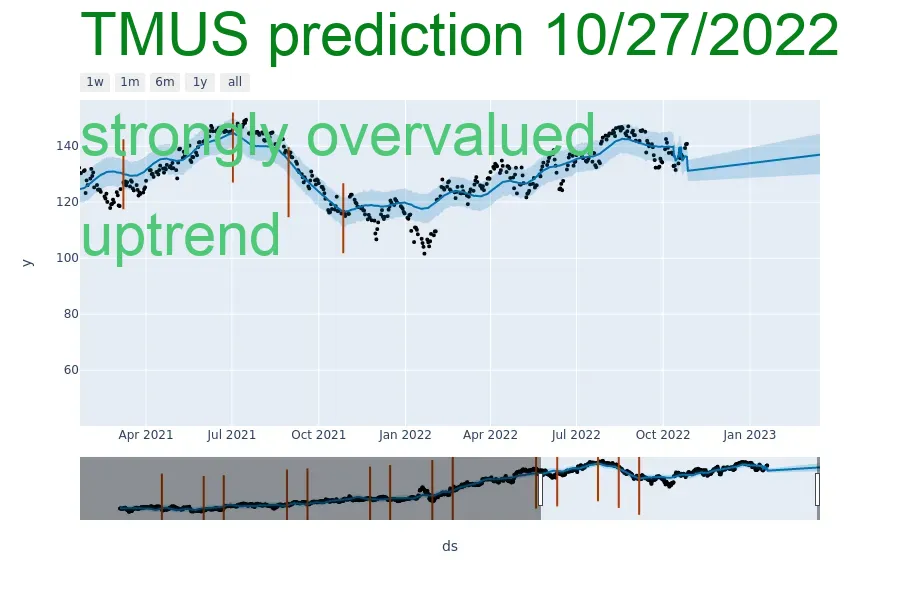 TMUS prediction 10/27/2022
1w 1m 6m 1y all
strongly overvalued
140
120
uptrend
100
y
80
60
Apr 2021 Jul 2021 Oct 2021 Jan 2022 Apr 2022 Jul 2022 Oct 2022 Jan 2023
ds